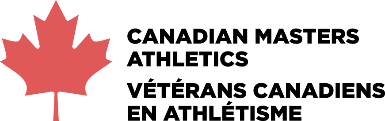 CANADIAN MASTERS
ATHLETICS
VÉTÉRANS CANADIENS
EN ATHLÉTISME